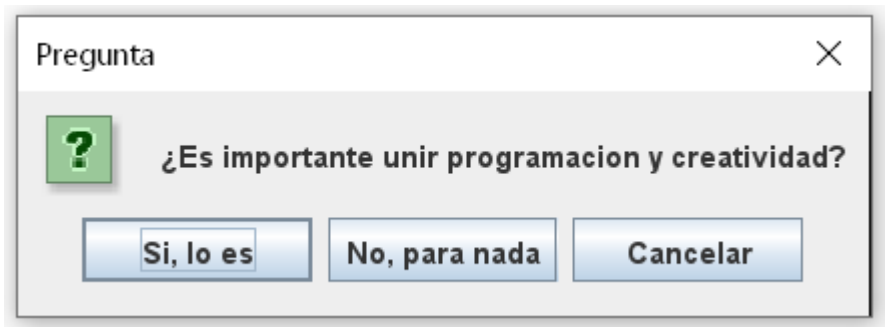 Pregunta
¿Es importante unir programacion y creatividad?
Si, lo es
No, para nada
Cancelar